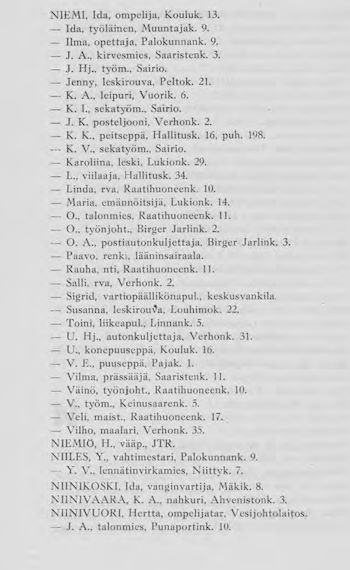 NIEMI, Ida, ompelija, Kouluk. 13.
— Ida, työläinen, Muuntajak. 9.
— Ilma, opettaja, Palokunnank. 9.
— J. A., kirvesmies, Saaristenk. 3.
— J. Hj., työm., Sairio.
— Jenny, leskirouva, Peltok. 21.
— K. A., leipuri, Vuorik. 6.
— K. I., sekatyöm., Sairio.
— J. K. posteljooni, Verhonk. 2.
— K. K., peitseppä, Hallitusk. 16, puh. 198.
— K. V., sekatyöm., Sairio.
— Karoliina, leski, Lukionk. 29.
— L., viilaaja, Hallitusk. 34.
— Linda, rva, Raatihuoneenk. 10.
— Maria, emännöitsijä, Lukionk. 14.
— O., talonmies, Raatihuoneenk. 11.
— O., työnjoht., Birger Jarlink. 2.
— O. A., postiautonkuljettaja, Birger Jarlink. 3.
— Paavo, renki, lääninsairaala.
— Rauha, nti, Raatihuoneenk. 11.
— Salli, rva, Verhonk. 2.
— Sigrid, vartiopäällikönapul., keskusvankila.
— Susanna, leskirouva, Louhimok. 22.
— Toini, liikeapul., Linnank. 5.
— U. Hj., autonkuljettaja, Verhonk. 31.
— U., konepuuseppä, Kouluk. 16.
— V. E., puuseppä, Pajak. 1.
— Vilma, prässääjä, Saaristenk. 11.
— Väinö, työnjoht., Raatihuoneenk. 10.
— V., työm., Keinusaarenk. 5.
— Veli, maist., Raatihuoneenk. 17.
— Vilho, maalari, Verhonk. 35.
NIEMIÖ, H., vääp., JTR.
NIILES, Y., vahtimestari, Palokunnank. 9.
— Y. V., lennätinvirkamies, Niittyk. 7.
NIINIKOSKI, Ida, vanginvartija, Mäkik. 8.
NIINIVAARA, K. A., nahkuri, Ahvenistonk. 3.
NIINIVUORI, Hertta, ompelijatar, Vesijohtolaitos.
— J. A., talonmies, Punaportink. 10.